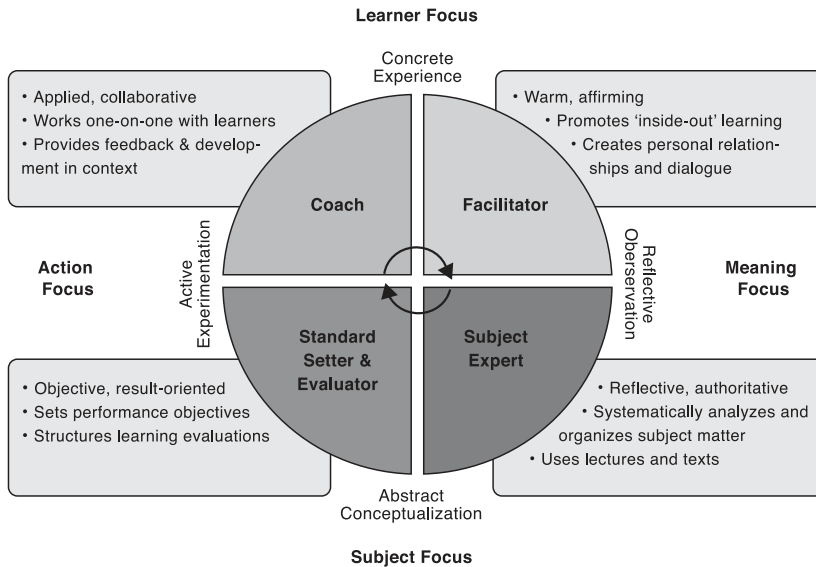 Learner Focus
Concrete
Experience
• Applied, collaborative
• Works one-on-one with learners
• Provides feedback & develop-
ment in context
• Warm, affirming
• Promotes ‘inside-out’ learning
• Creates personal relation-
ships and dialogue
Coach
Facilitator
Action
Focus
Active
Experimentation
Reflective
Oberservation
Meaning
Focus
Standard
Setter &
Evaluator
Subject
Expert
• Objective, result-oriented
• Sets performance objectives
• Structures learning evaluations
• Reflective, authoritative
• Systematically analyzes and
organizes subject matter
• Uses lectures and texts
Abstract
Conceptualization
Subject Focus